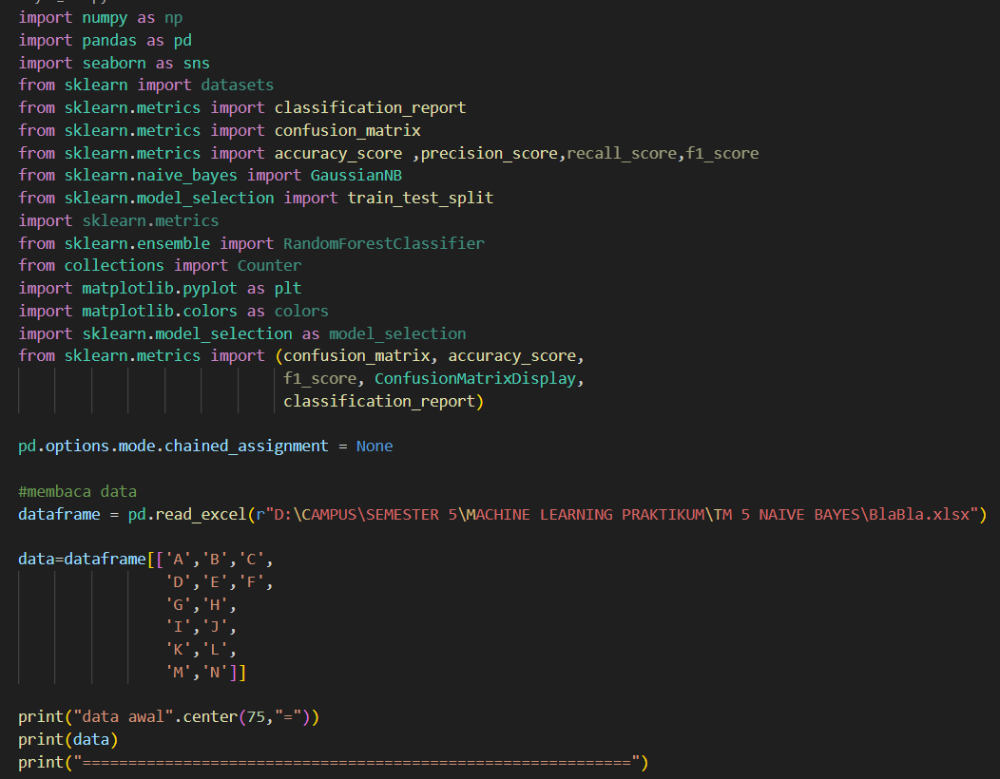 import numpy as np
import pandas as pd
import seaborn as sns
from sklearn import datasets
from sklearn.metrics import classification_report
from sklearn.metrics import confusion_matrix
from sklearn.metrics import accuracy_score ,precision_score,recall_score,f1_score
from sklearn.naive_bayes import GaussianNB
from sklearn.model_selection import train_test_split
import sklearn.metrics
from sklearn.ensemble import RandomForestClassifier
from collections import Counter
import matplotlib.pyplot as plt
import matplotlib.colors as colors
import sklearn.model_selection as model_selection
from sklearn.metrics import (confusion_matrix, accuracy_score,
                             f1_score, ConfusionMatrixDisplay,
                             classification_report)

pd.options.mode.chained_assignment = None

#membaca data
dataframe = pd.read_excel(r"D:\CAMPUS\SEMESTER 5\MACHINE LEARNING PRAKTIKUM\TM 5 NAIVE BAYES\BlaBla.xlsx")

data=dataframe[['A','B','C',
                'D','E','F',
                'G','H',
                'I','J',
                'K','L',
                'M','N']]

print("data awal".center(75,"="))
print(data)
print("============================================================")